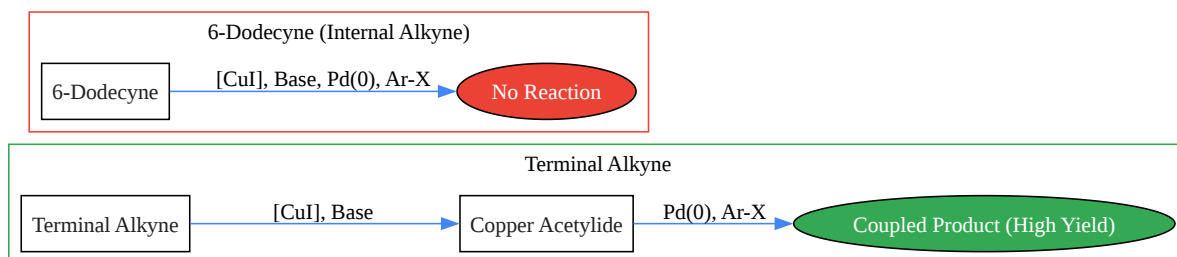 6-Dodecyne (Internal Alkyne)
6-Dodecyne
[CuI], Base, Pd(0), Ar-X
No Reaction
Terminal Alkyne
Terminal Alkyne
[CuI], Base
Copper Acetylide
Pd(0), Ar-X
Coupled Product (High Yield)